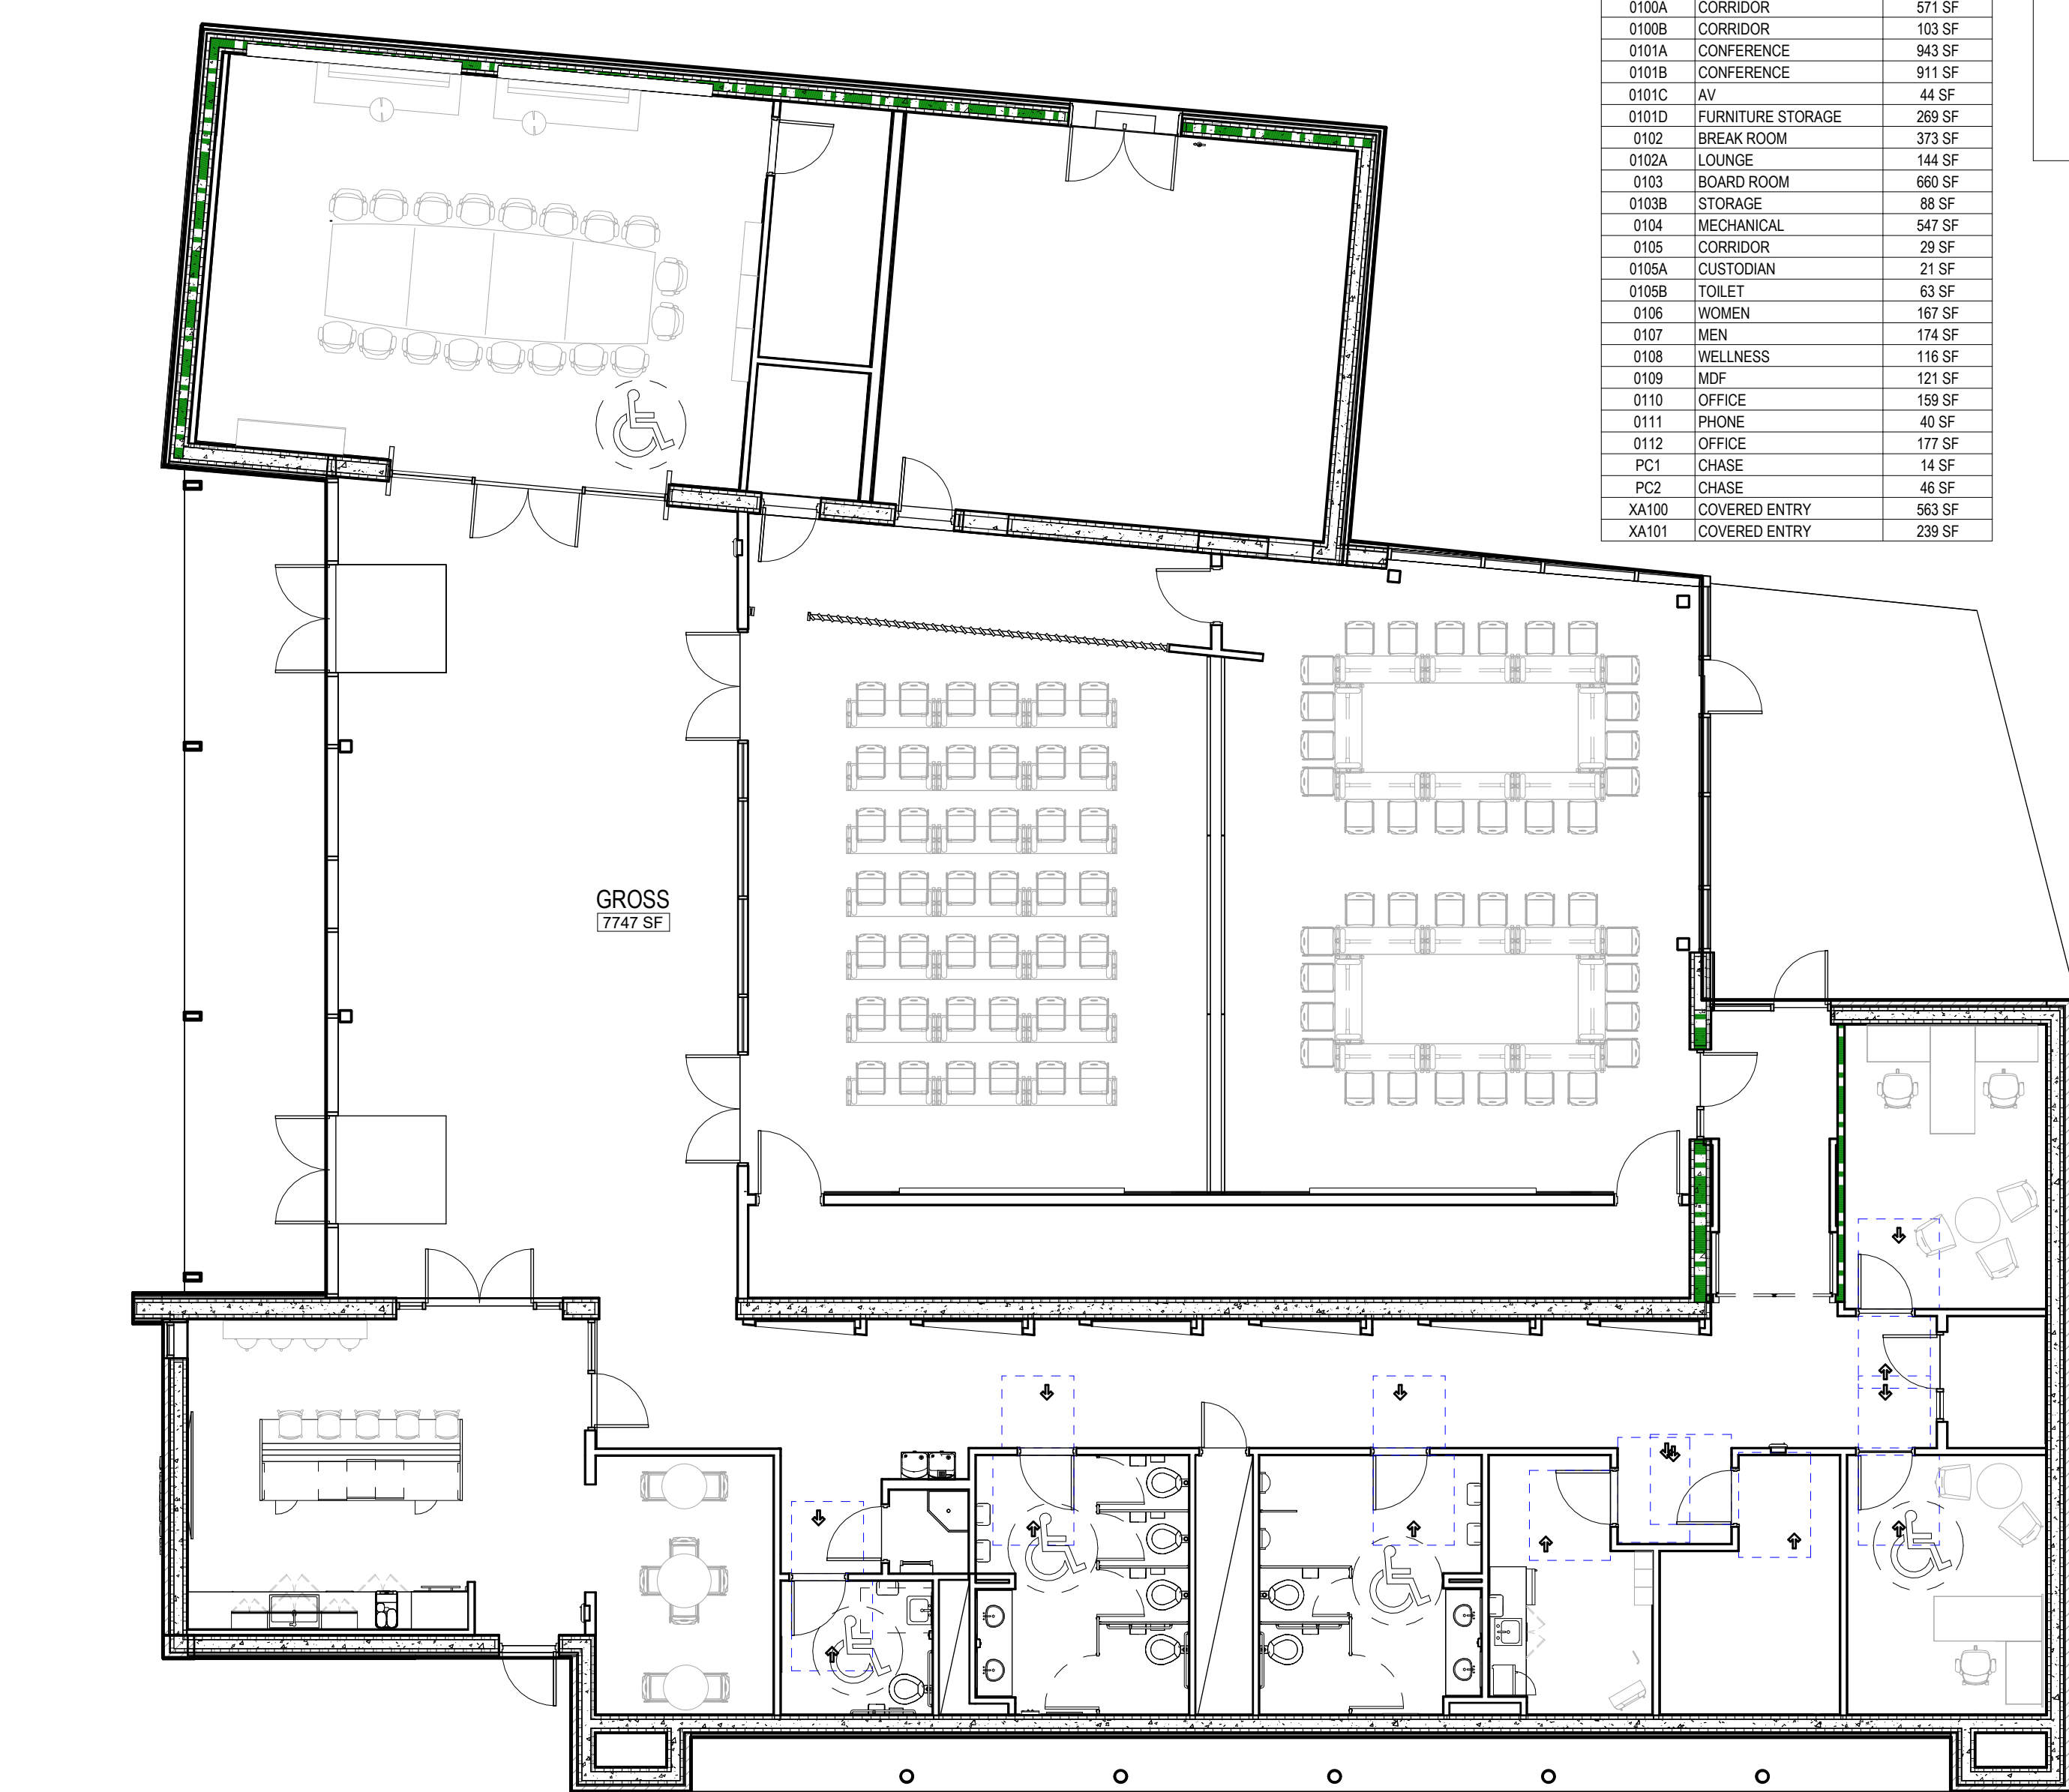 0100A CORRIDOR 571 SF
0100B CORRIDOR 103 SF
0101A CONFERENCE 943 SF
0101B CONFERENCE 911 SF
0101C AV 44 SF
0101D FURNITURE STORAGE 269 SF
0102 BREAK ROOM 373 SF
0102A LOUNGE 144 SF
0103 BOARD ROOM 660 SF
0103B STORAGE 88 SF
0104 MECHANICAL 547 SF
0105 CORRIDOR 29 SF
0105A CUSTODIAN 21 SF
0105B TOILET 63 SF
0106 WOMEN 167 SF
0107 MEN 174 SF
0108 WELLNESS 116 SF
0109 MDF 121 SF
0110 OFFICE 159 SF
0111 PHONE 40 SF
0112 OFFICE 177 SF
PC1 CHASE 14 SF
PC2 CHASE 46 SF
XA100 COVERED ENTRY 563 SF
XA101 COVERED ENTRY 239 SF
GROSS
7747 SF